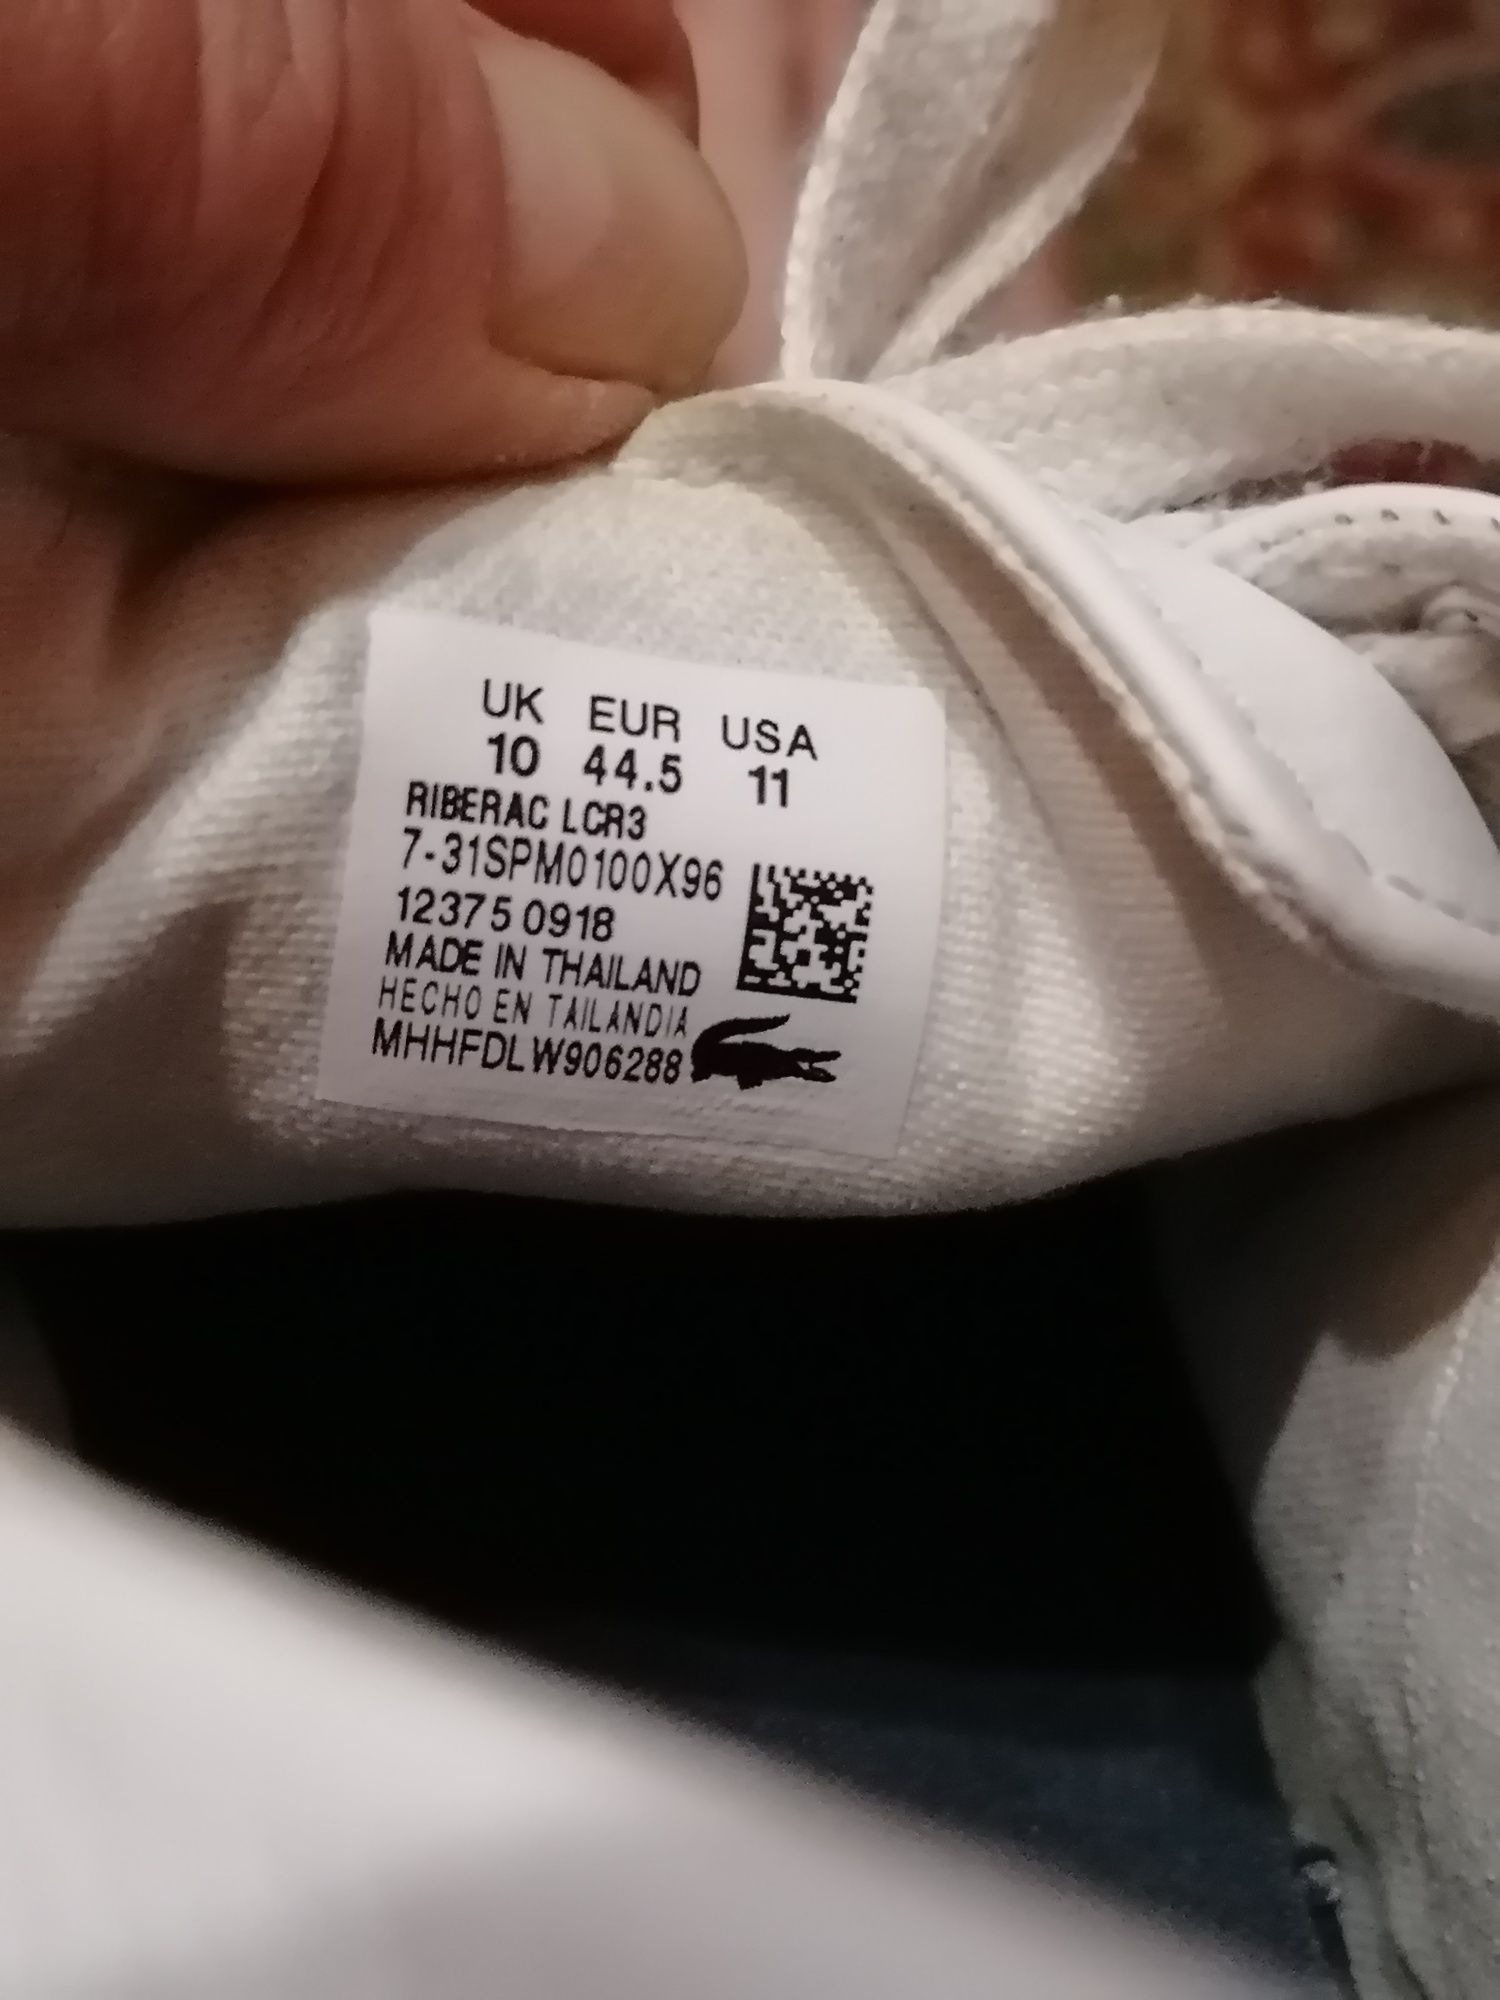 UK EUR USA
10 44.5 11
RIBERAC LCR3
7-31SPM0100X96
12375 0918
MADE IN THAILAND
HECHO EN TAILANDIA
MHHFDLW906288